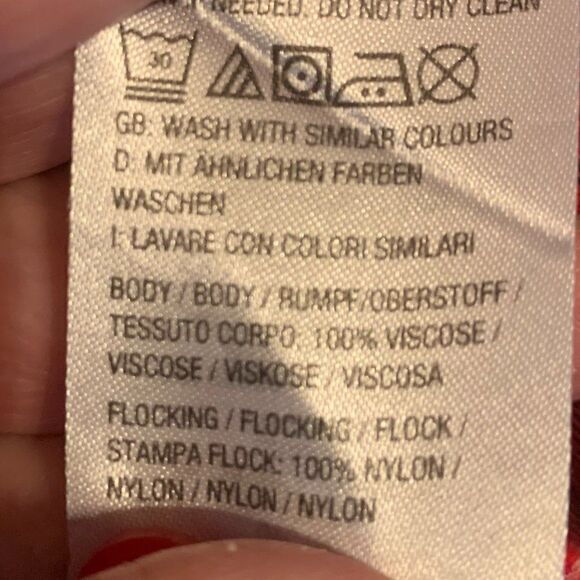 NEEDED. DO NOT DRY CLEAN
30
GB: WASH WITH SIMILAR COLOURS
D: MIT ÄHNLICHEN FARBEN
WASCHEN
I: LAVARE CON COLORI SIMILARI
BODY / BODY / RUMPF/OBERSTOFF /
TESSUTO CORPO: 100% VISCOSE /
VISCOSE / VISKOSE / VISCOSA
FLOCKING / FLOCKING / FLOCK /
STAMPA FLOCK: 100% NYLON /
NYLON / NYLON / NYLON